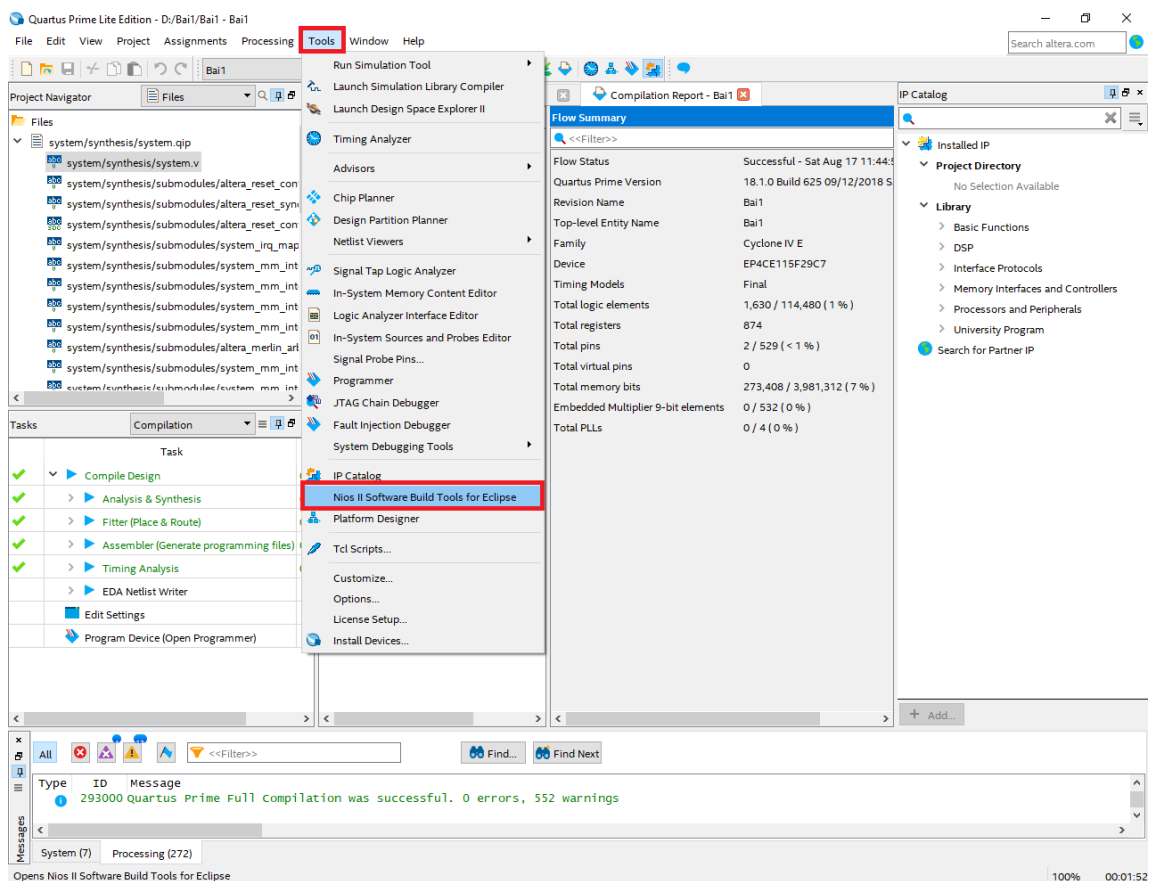 Quartus Prime Lite Edition - D:/Bai1/Bai1 - Bai1
File Edit View Project Assignments Processing Tools Window Help
Search altera.com
Bai1
Project Navigator
Files
Files
system/synthesis/system.qip
system/synthesis/system.v
system/synthesis/submodules/altera_reset_con
system/synthesis/submodules/altera_reset_syn
system/synthesis/submodules/altera_reset_con
system/synthesis/submodules/system_irq_map
system/synthesis/submodules/system_mm_int
system/synthesis/submodules/system_mm_int
system/synthesis/submodules/system_mm_int
system/synthesis/submodules/system_mm_int
system/synthesis/submodules/altera_merlin_arb
system/synthesis/submodules/system_mm_int
system/synthesis/submodules/system_mm_int
Tasks
Compilation
Task
Compile Design
Analysis & Synthesis
Fitter (Place & Route)
Assembler (Generate programming files)
Timing Analysis
EDA Netlist Writer
Edit Settings
Program Device (Open Programmer)
Run Simulation Tool
Launch Simulation Library Compiler
Launch Design Space Explorer II
Timing Analyzer
Advisors
Chip Planner
Design Partition Planner
Netlist Viewers
Signal Tap Logic Analyzer
In-System Memory Content Editor
Logic Analyzer Interface Editor
In-System Sources and Probes Editor
Signal Probe Pins...
Programmer
JTAG Chain Debugger
Fault Injection Debugger
System Debugging Tools
IP Catalog
Nios II Software Build Tools for Eclipse
Platform Designer
Tcl Scripts...
Customize...
Options...
License Setup...
Install Devices...
Compilation Report - Bai1
Flow Summary
<<Filter>>
Flow Status Successful - Sat Aug 17 11:44:
Quartus Prime Version 18.1.0 Build 625 09/12/2018 S
Revision Name Bai1
Top-level Entity Name Bai1
Family Cyclone IV E
Device EP4CE115F29C7
Timing Models Final
Total logic elements 1,630 / 114,480 ( 1 % )
Total registers 874
Total pins 2 / 529 ( < 1 % )
Total virtual pins 0
Total memory bits 273,408 / 3,981,312 ( 7 % )
Embedded Multiplier 9-bit elements 0 / 532 ( 0 % )
Total PLLs 0 / 4 ( 0 % )
IP Catalog
Installed IP
Project Directory
No Selection Available
Library
Basic Functions
DSP
Interface Protocols
Memory Interfaces and Controllers
Processors and Peripherals
University Program
Search for Partner IP
+ Add...
All
<<Filter>>
Find...
Find Next
Type ID Message
293000 Quartus Prime Full Compilation was successful. 0 errors, 552 warnings
Messages
System (7) Processing (272)
Opens Nios II Software Build Tools for Eclipse
100% 00:01:52